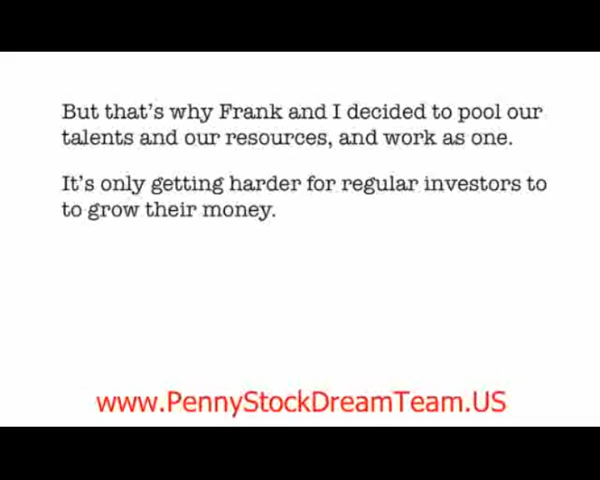 But that's why Frank and I decided to pool our
talents and our resources, and work as one.
It's only getting harder for regular investors to
to grow their money.
www.PennyStockDreamTeam.US